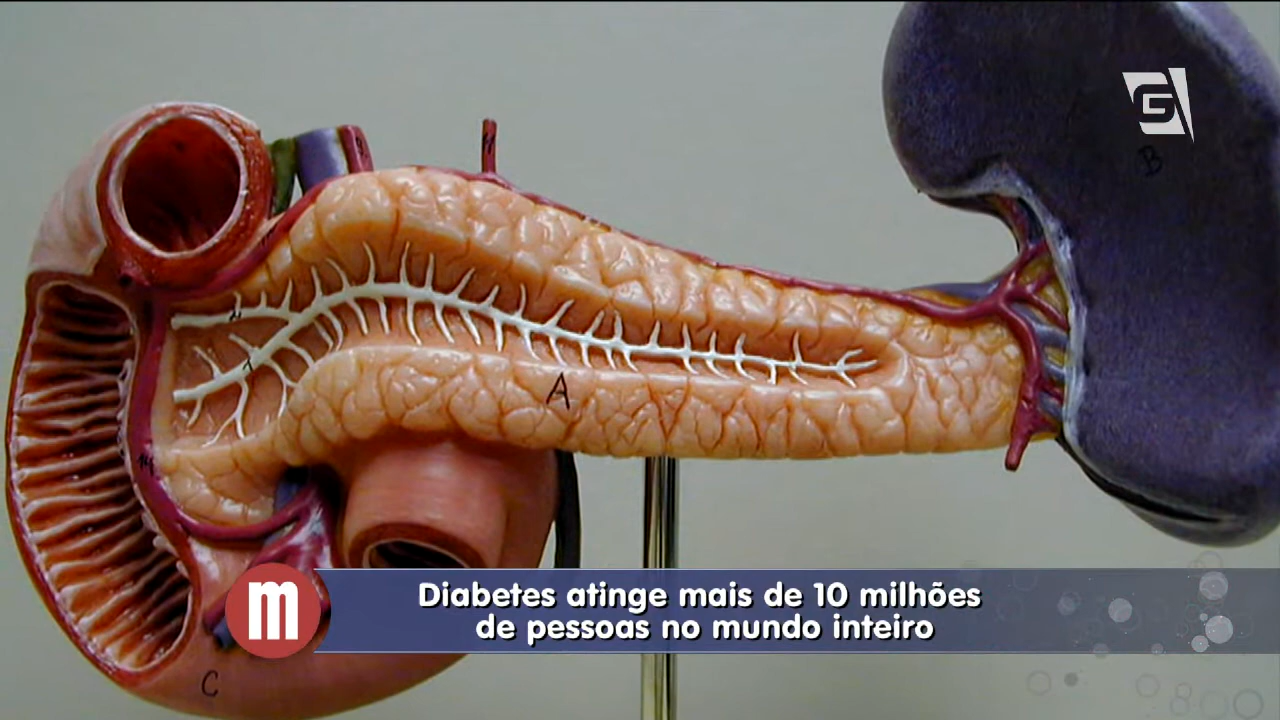 B
A
C
m
Diabetes atinge mais de 10 milhões
de pessoas no mundo inteiro